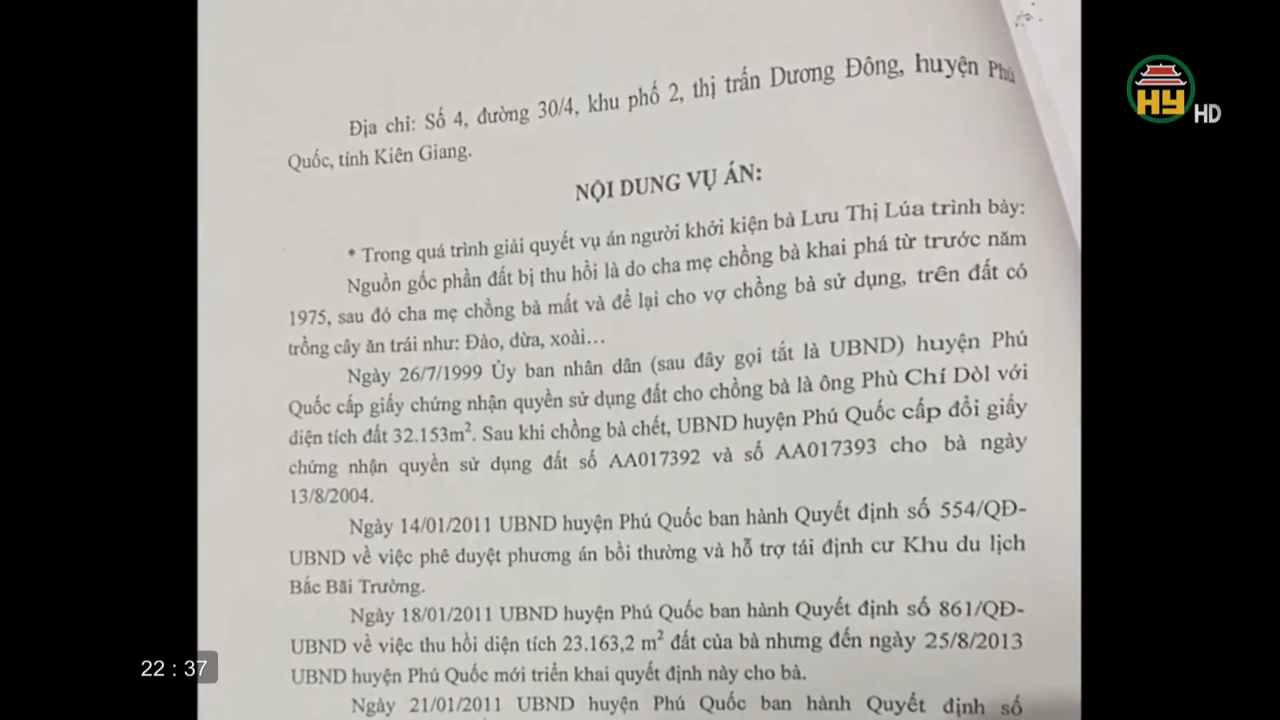 Địa chỉ: Số 4, đường 30/4, khu phố 2, thị trấn Dương Đông, huyện Phú
Quốc, tỉnh Kiên Giang.
NỘI DUNG VỤ ÁN:
* Trong quá trình giải quyết vụ án người khởi kiện bà Lưu Thị Lúa trình bày:
Nguồn gốc phần đất bị thu hồi là do cha mẹ chồng bà khai phá từ trước năm
1975, sau đó cha mẹ chồng bà mất và để lại cho vợ chồng bà sử dụng, trên đất có
trồng cây ăn trái như: Đào, dừa, xoài...
Ngày 26/7/1999 Ủy ban nhân dân (sau đây gọi tắt là UBND) huyện Phú
Quốc cấp giấy chứng nhận quyền sử dụng đất cho chồng bà là ông Phù Chí Dòl với
diện tích đất 32.153m². Sau khi chồng bà chết, UBND huyện Phú Quốc cấp đổi giấy
chứng nhận quyền sử dụng đất số AA017392 và số AA017393 cho bà ngày
13/8/2004.
Ngày 14/01/2011 UBND huyện Phú Quốc ban hành Quyết định số 554/QĐ-
UBND về việc phê duyệt phương án bồi thường và hỗ trợ tái định cư Khu du lịch
Bắc Bãi Trường.
Ngày 18/01/2011 UBND huyện Phú Quốc ban hành Quyết định số 861/QĐ-
UBND về việc thu hồi diện tích 23.163,2 m² đất của bà nhưng đến ngày 25/8/2013
UBND huyện Phú Quốc mới triển khai quyết định này cho bà.
Ngày 21/01/2011 UBND huyện Phú Quốc ban hành Quyết định số
HY HD
22 : 37